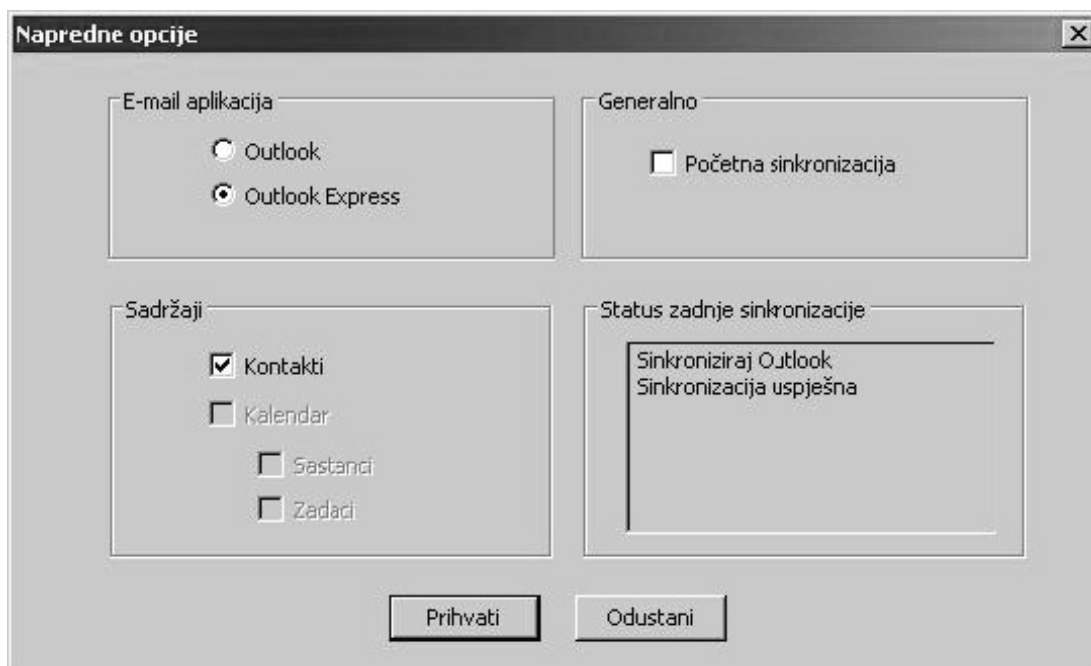 Napredne opcije
E-mail aplikacija
Outlook
Outlook Express
Generalno
Početna sinkronizacija
Sadržaji
Kontakti
Kalendar
Sastanci
Zadaci
Status zadnje sinkronizacije
Sinkroniziraj Outlook
Sinkronizacija uspješna
Prihvati
Odustani